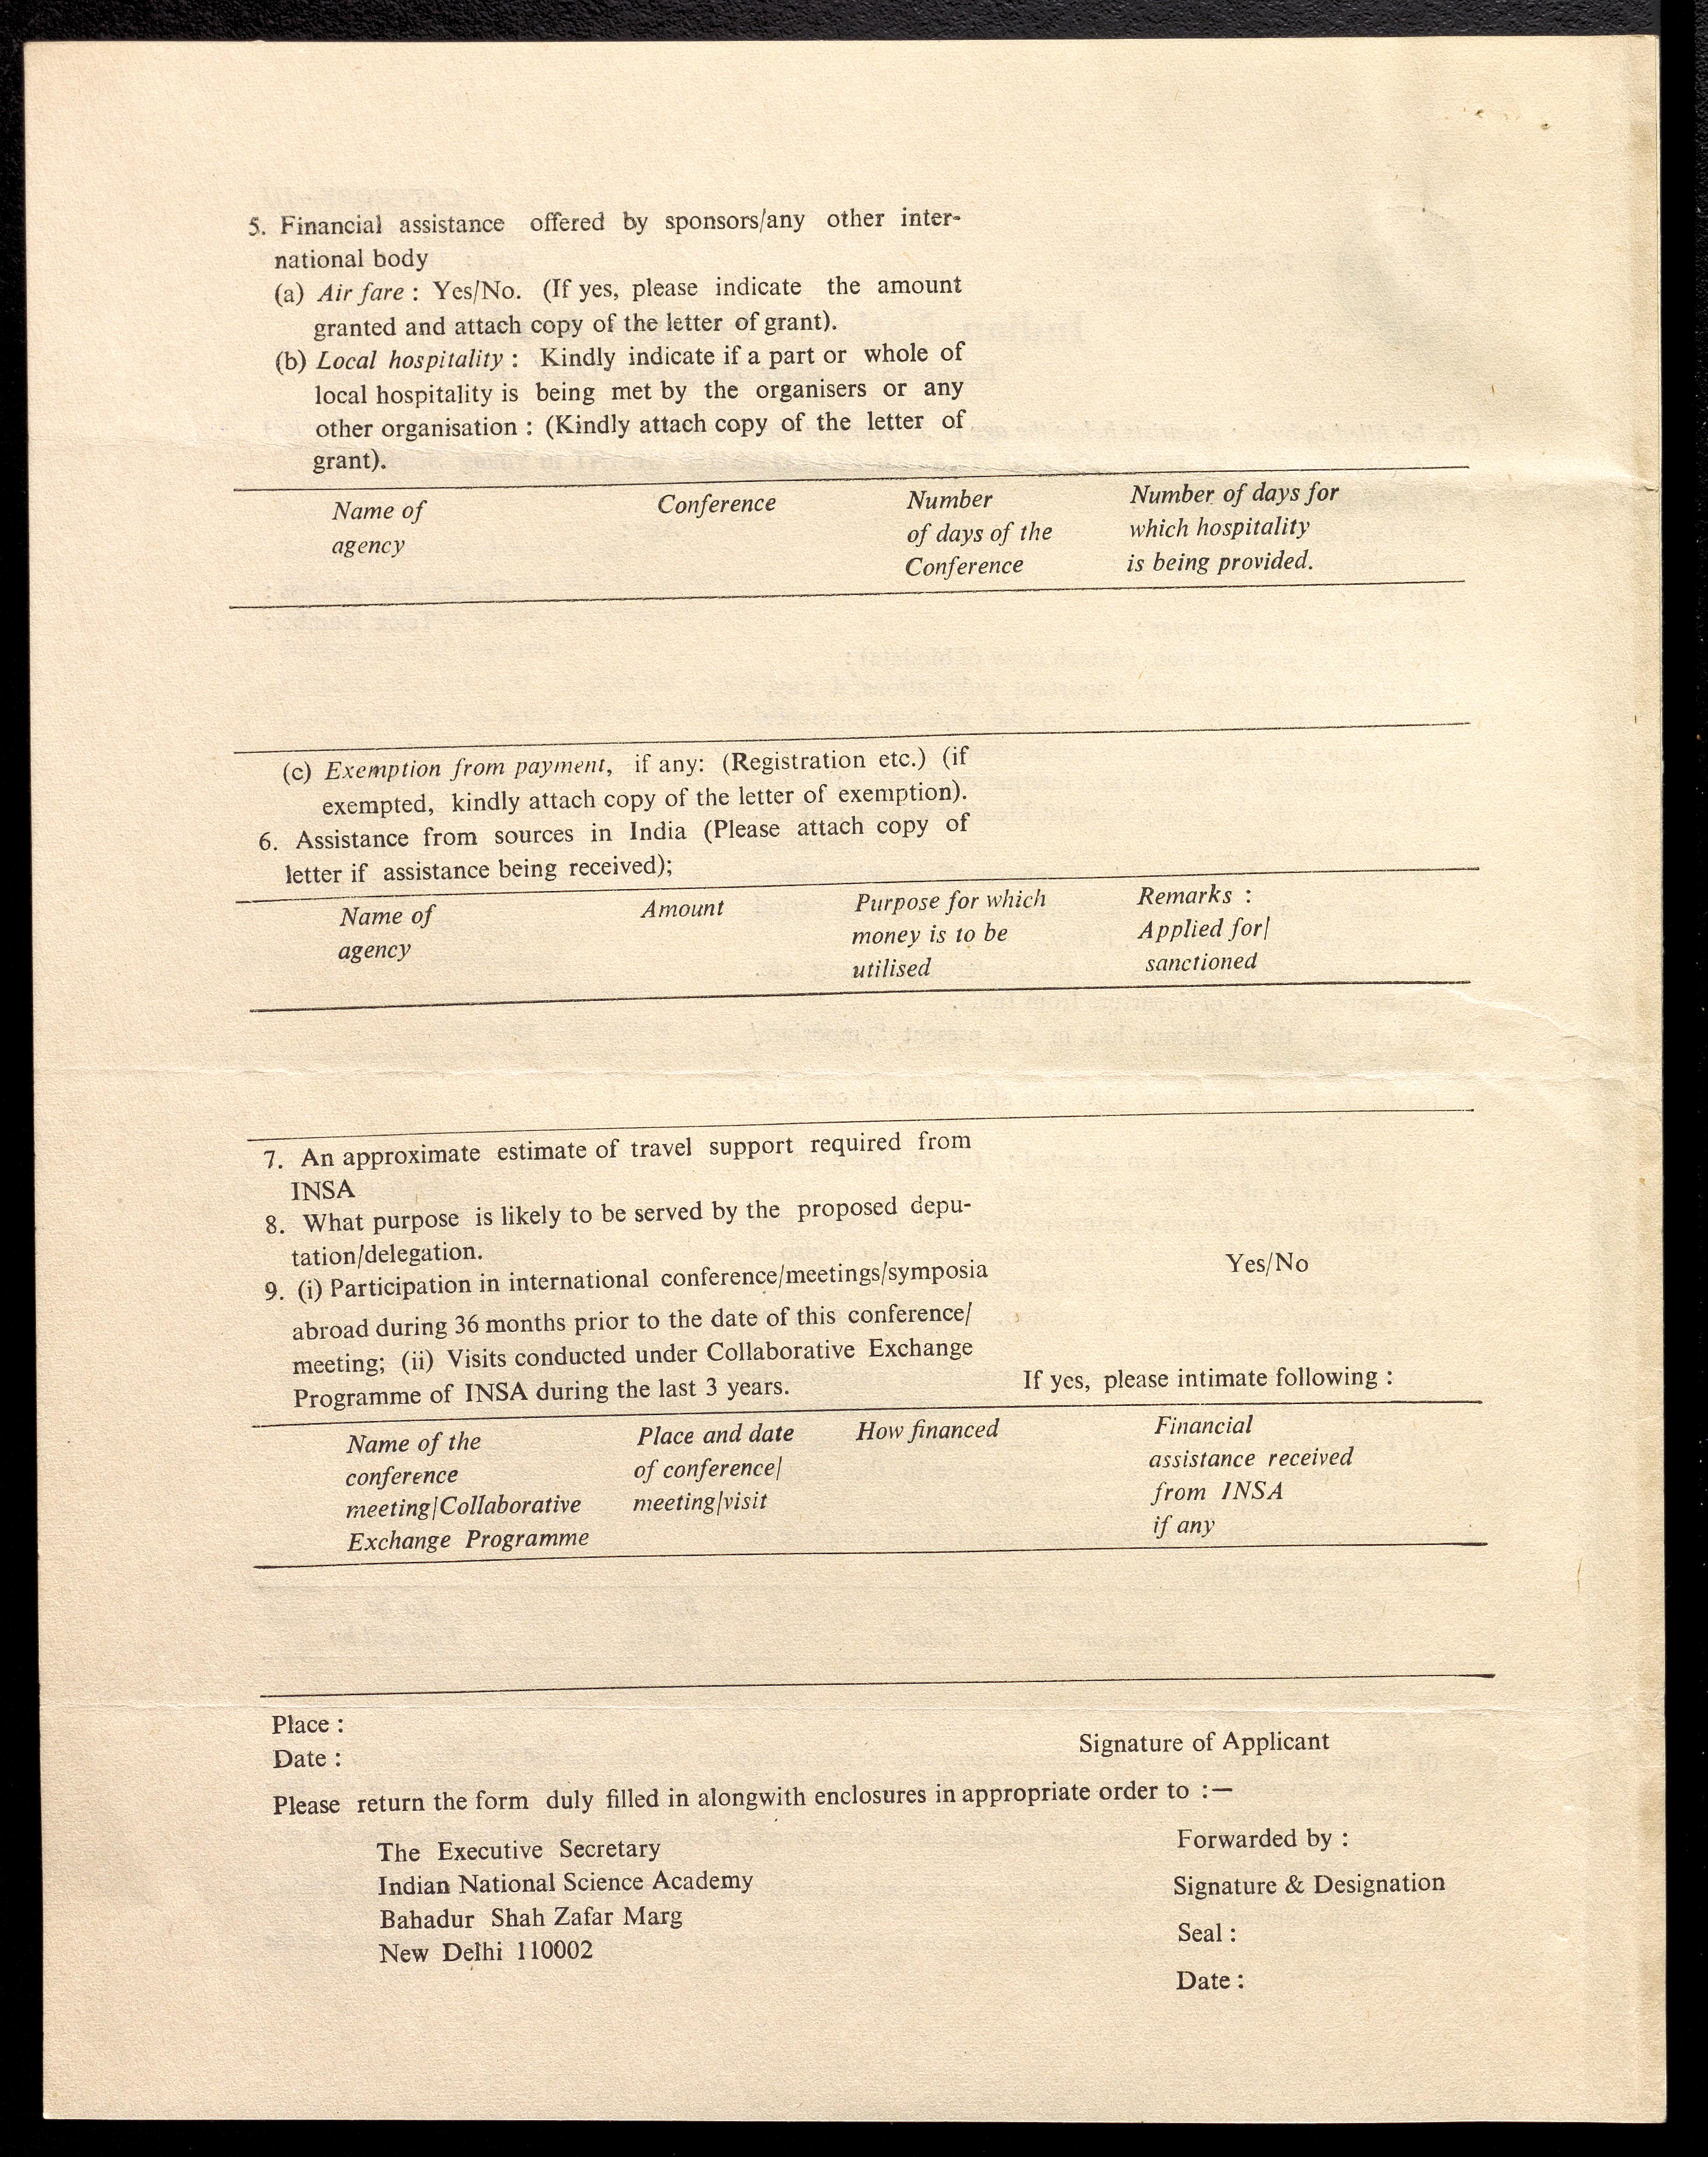 5. Financial assistance offered by sponsors/any other inter-
national body
(a) Air fare : Yes/No. (If yes, please indicate the amount
granted and attach copy of the letter of grant).
(b) Local hospitality : Kindly indicate if a part or whole of
local hospitality is being met by the organisers or any
other organisation : (Kindly attach copy of the letter of
grant).
Name of agency Conference Number of days of the Conference Number of days for which hospitality is being provided.
(c) Exemption from payment, if any: (Registration etc.) (if
exempted, kindly attach copy of the letter of exemption).
6. Assistance from sources in India (Please attach copy of
letter if assistance being received);
Name of agency Amount Purpose for which money is to be utilised Remarks : Applied for/ sanctioned
7. An approximate estimate of travel support required from
INSA
8. What purpose is likely to be served by the proposed depu-
tation/delegation.
9. (i) Participation in international conference/meetings/symposia Yes/No
abroad during 36 months prior to the date of this conference/
meeting; (ii) Visits conducted under Collaborative Exchange
Programme of INSA during the last 3 years. If yes, please intimate following :
Name of the conference meeting/Collaborative Exchange Programme Place and date of conference/ meeting/visit How financed Financial assistance received from INSA if any
Place :
Date :
Signature of Applicant
Please return the form duly filled in alongwith enclosures in appropriate order to :—
The Executive Secretary
Indian National Science Academy
Bahadur Shah Zafar Marg
New Delhi 110002
Forwarded by :
Signature & Designation
Seal :
Date :